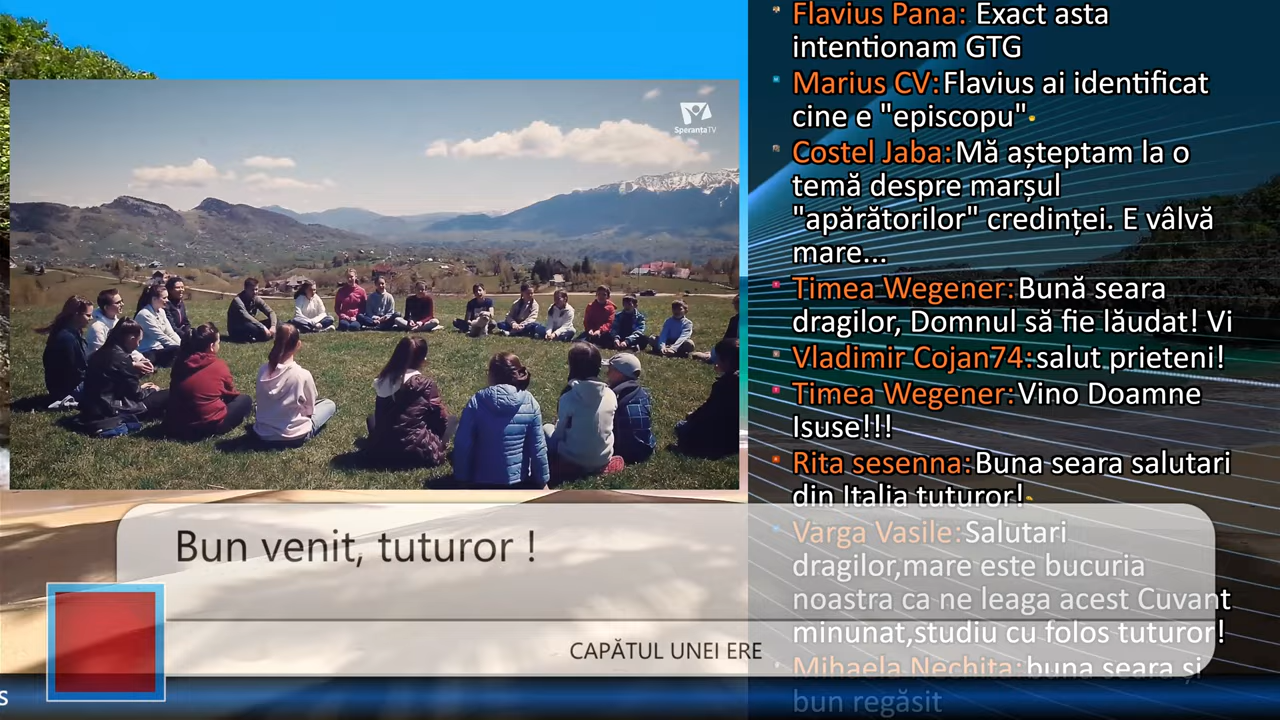 Flavius Pana: Exact asta
intentionam GTG
Marius CV:Flavius ai identificat
cine e "episcopu"
Costel Jaba:Mă așteptam la o
temă despre marșul
"apărătorilor" credinței. E vâlvă
mare...
Timea Wegener:Bună seara
dragilor, Domnul să fie lăudat! Vi
Vladimir Cojan74:salut prieteni!
Timea Wegener:Vino Doamne
Isuse!!!
Rita sesenna:Buna seara salutari
din Italia tuturor!
Varga Vasile:Salutari
dragilor,mare este bucuria
noastra ca ne leaga acest Cuvant
minunat,studiu cu folos tuturor!
Mihaela Nechita:buna seara și
bun regăsit
SperanțaTV
Bun venit, tuturor !
CAPĂTUL UNEI ERE
S